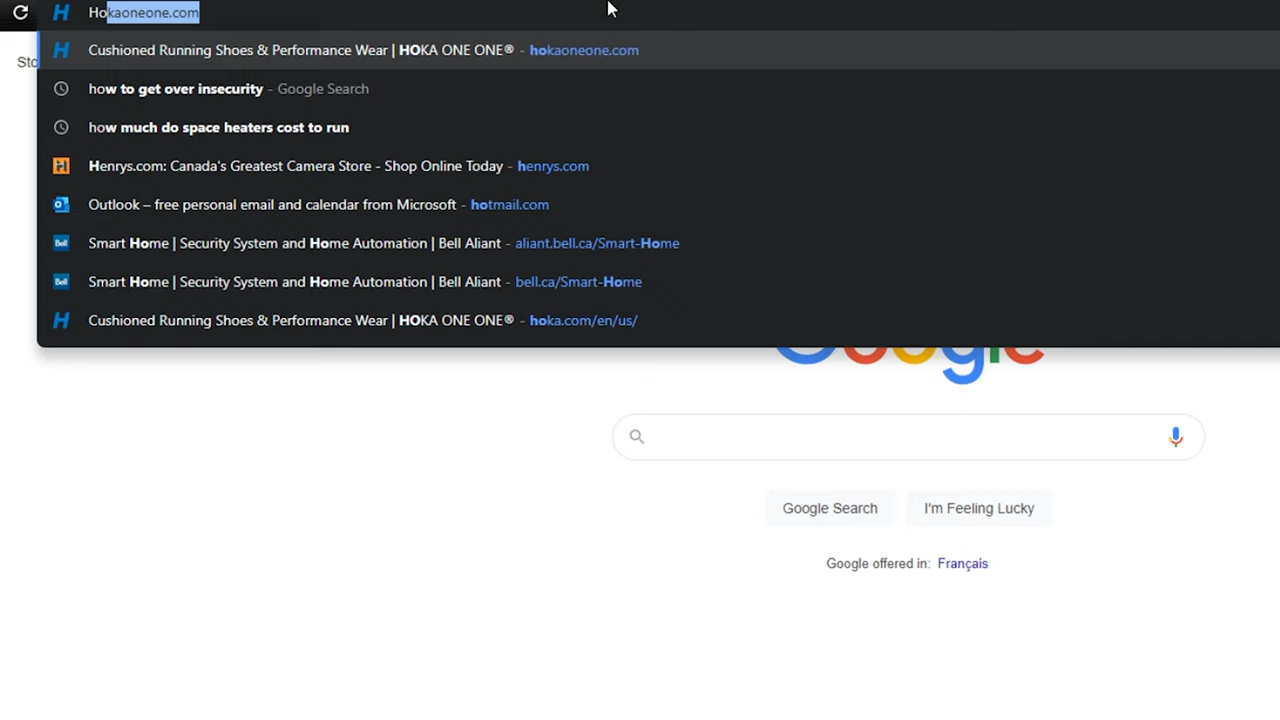 Hokaoneone.com
Cushioned Running Shoes & Performance Wear | HOKA ONE ONE® - hokaoneone.com
Sto
how to get over insecurity - Google Search
how much do space heaters cost to run
Henrys.com: Canada's Greatest Camera Store - Shop Online Today - henrys.com
Outlook – free personal email and calendar from Microsoft - hotmail.com
Smart Home | Security System and Home Automation | Bell Aliant - aliant.bell.ca/Smart-Home
Smart Home | Security System and Home Automation | Bell Aliant - bell.ca/Smart-Home
Cushioned Running Shoes & Performance Wear | HOKA ONE ONE® - hoka.com/en/us/
Google
Google Search I'm Feeling Lucky
Google offered in: Français